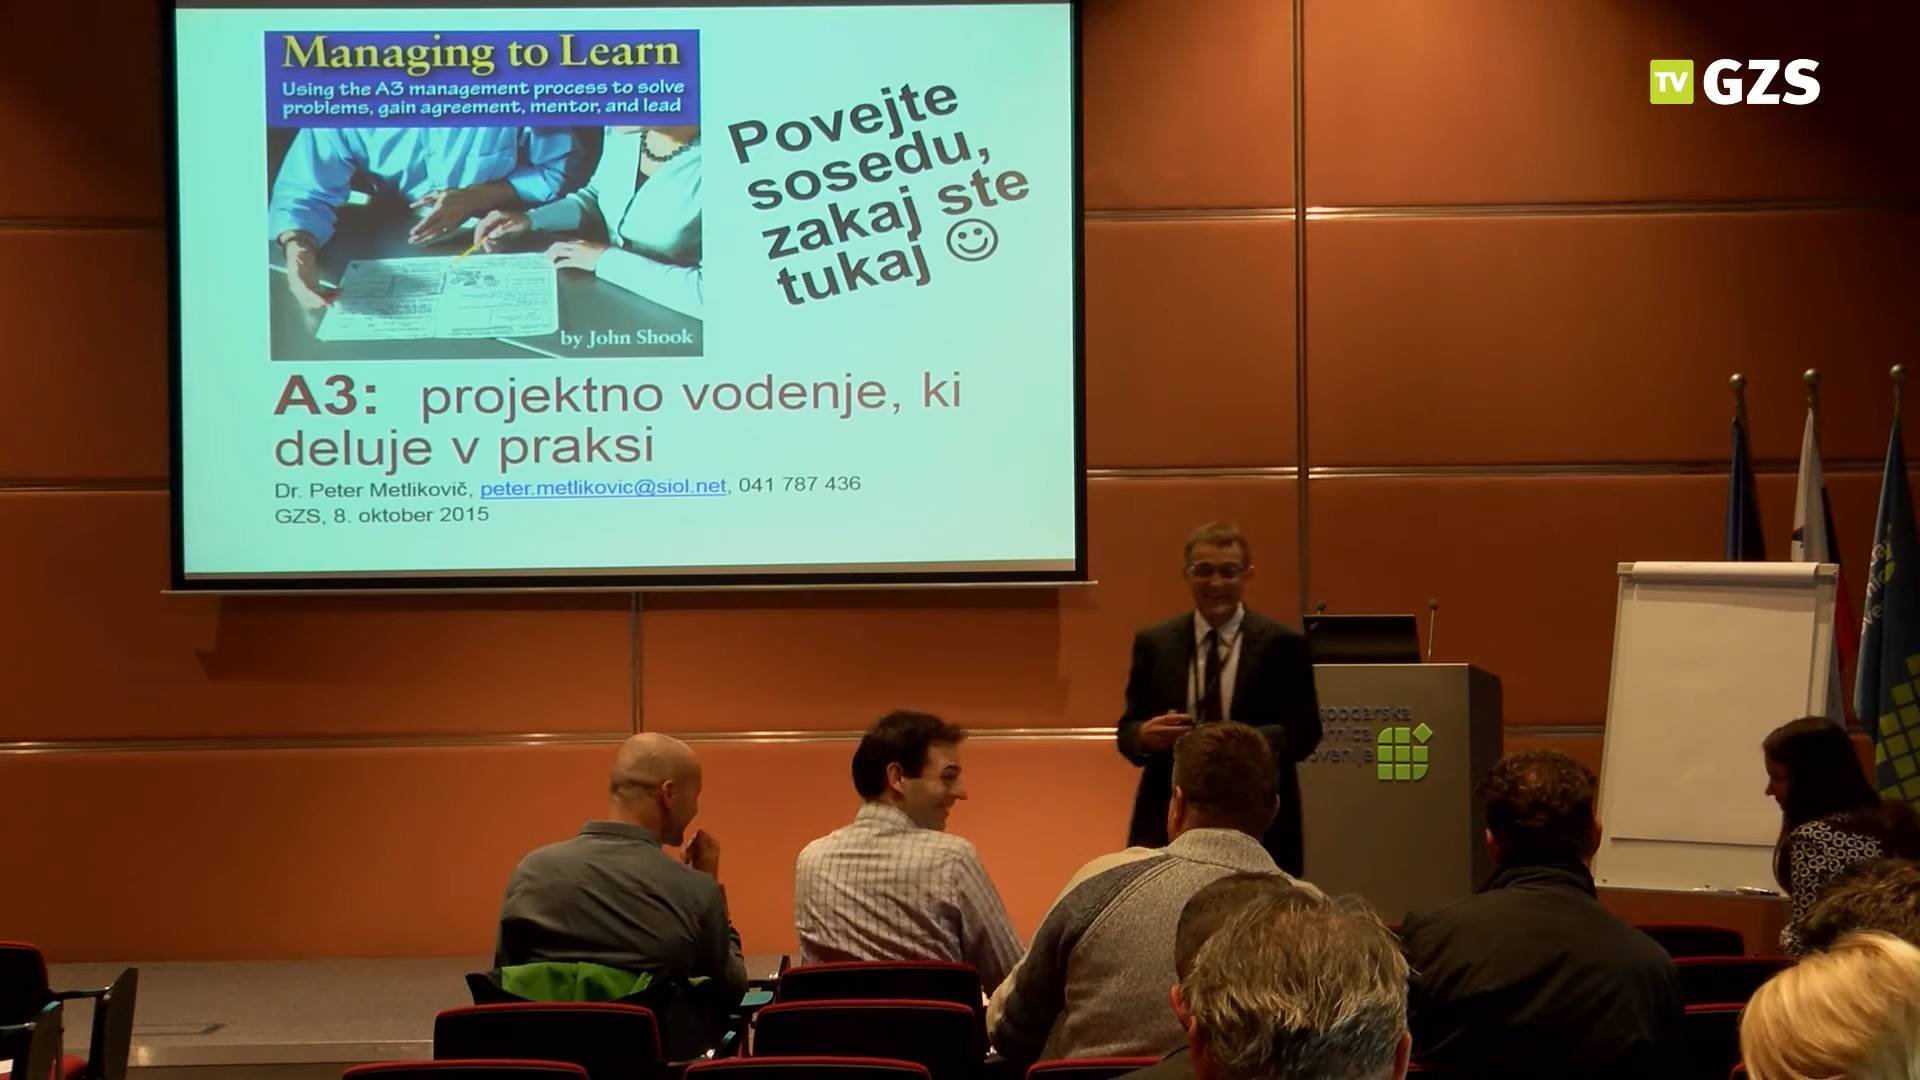 Managing to Learn
Using the A3 management process to solve
problems, gain agreement, mentor, and lead
by John Shook
Povejte
sosedu,
zakaj ste
tukaj ☺
A3: projektno vodenje, ki
deluje v praksi
Dr. Peter Metlikovič, peter.metlikovic@siol.net, 041 787 436
GZS, 8. oktober 2015
TV GZS